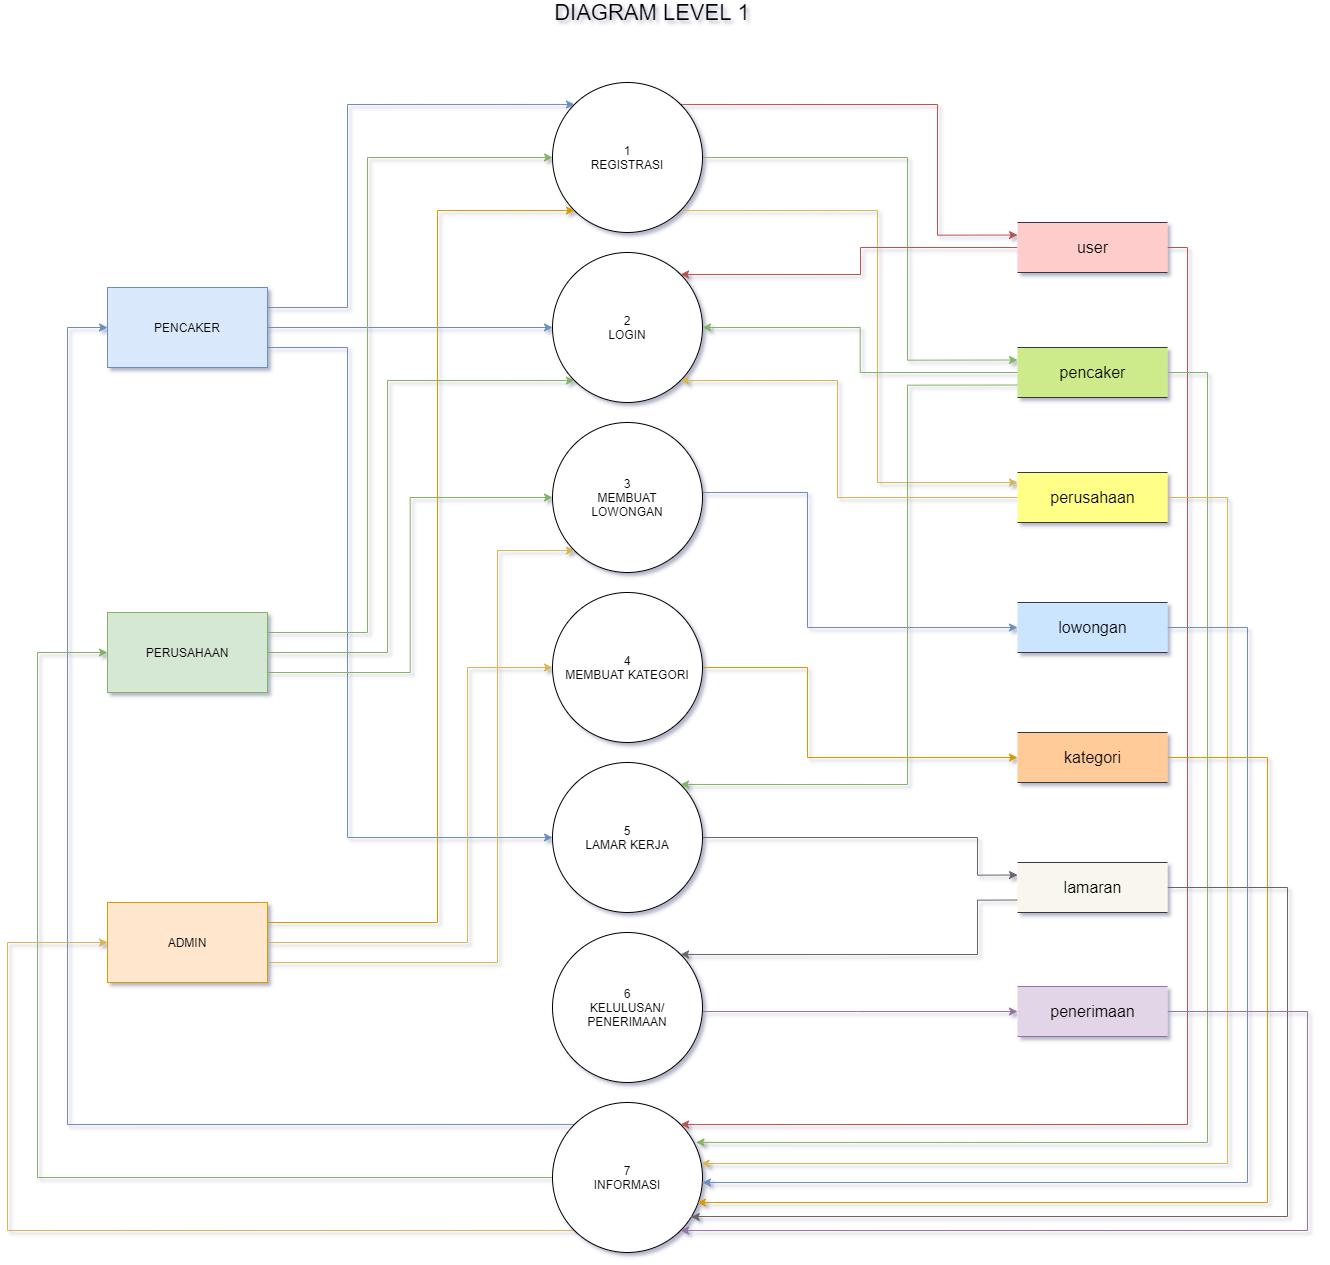 DIAGRAM LEVEL 1
1
REGISTRASI
user
2
LOGIN
PENCAKER
pencaker
3
MEMBUAT
LOWONGAN
perusahaan
PERUSAHAAN
lowongan
4
MEMBUAT KATEGORI
kategori
5
LAMAR KERJA
lamaran
ADMIN
6
KELULUSAN/
PENERIMAAN
penerimaan
7
INFORMASI